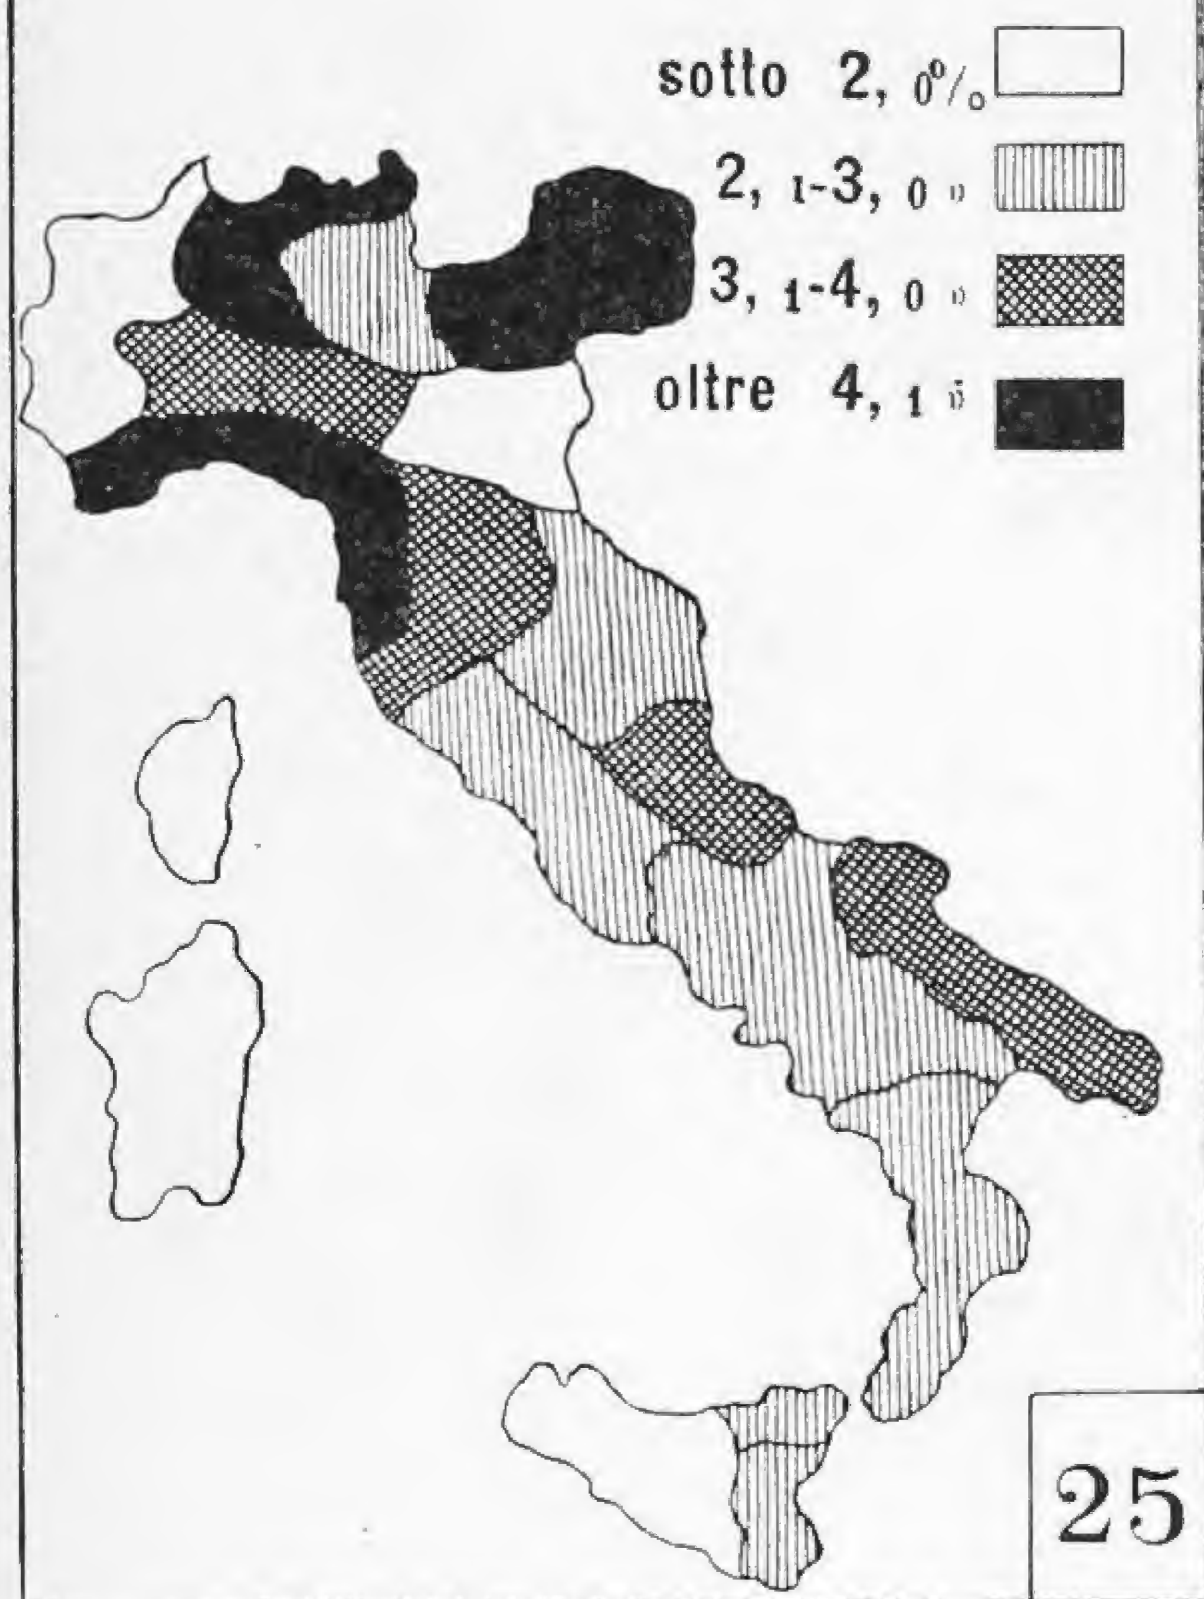 sotto 2, 0%
2, 1-3, 0 »
3, 1-4, 0 »
oltre 4, 1 »
25